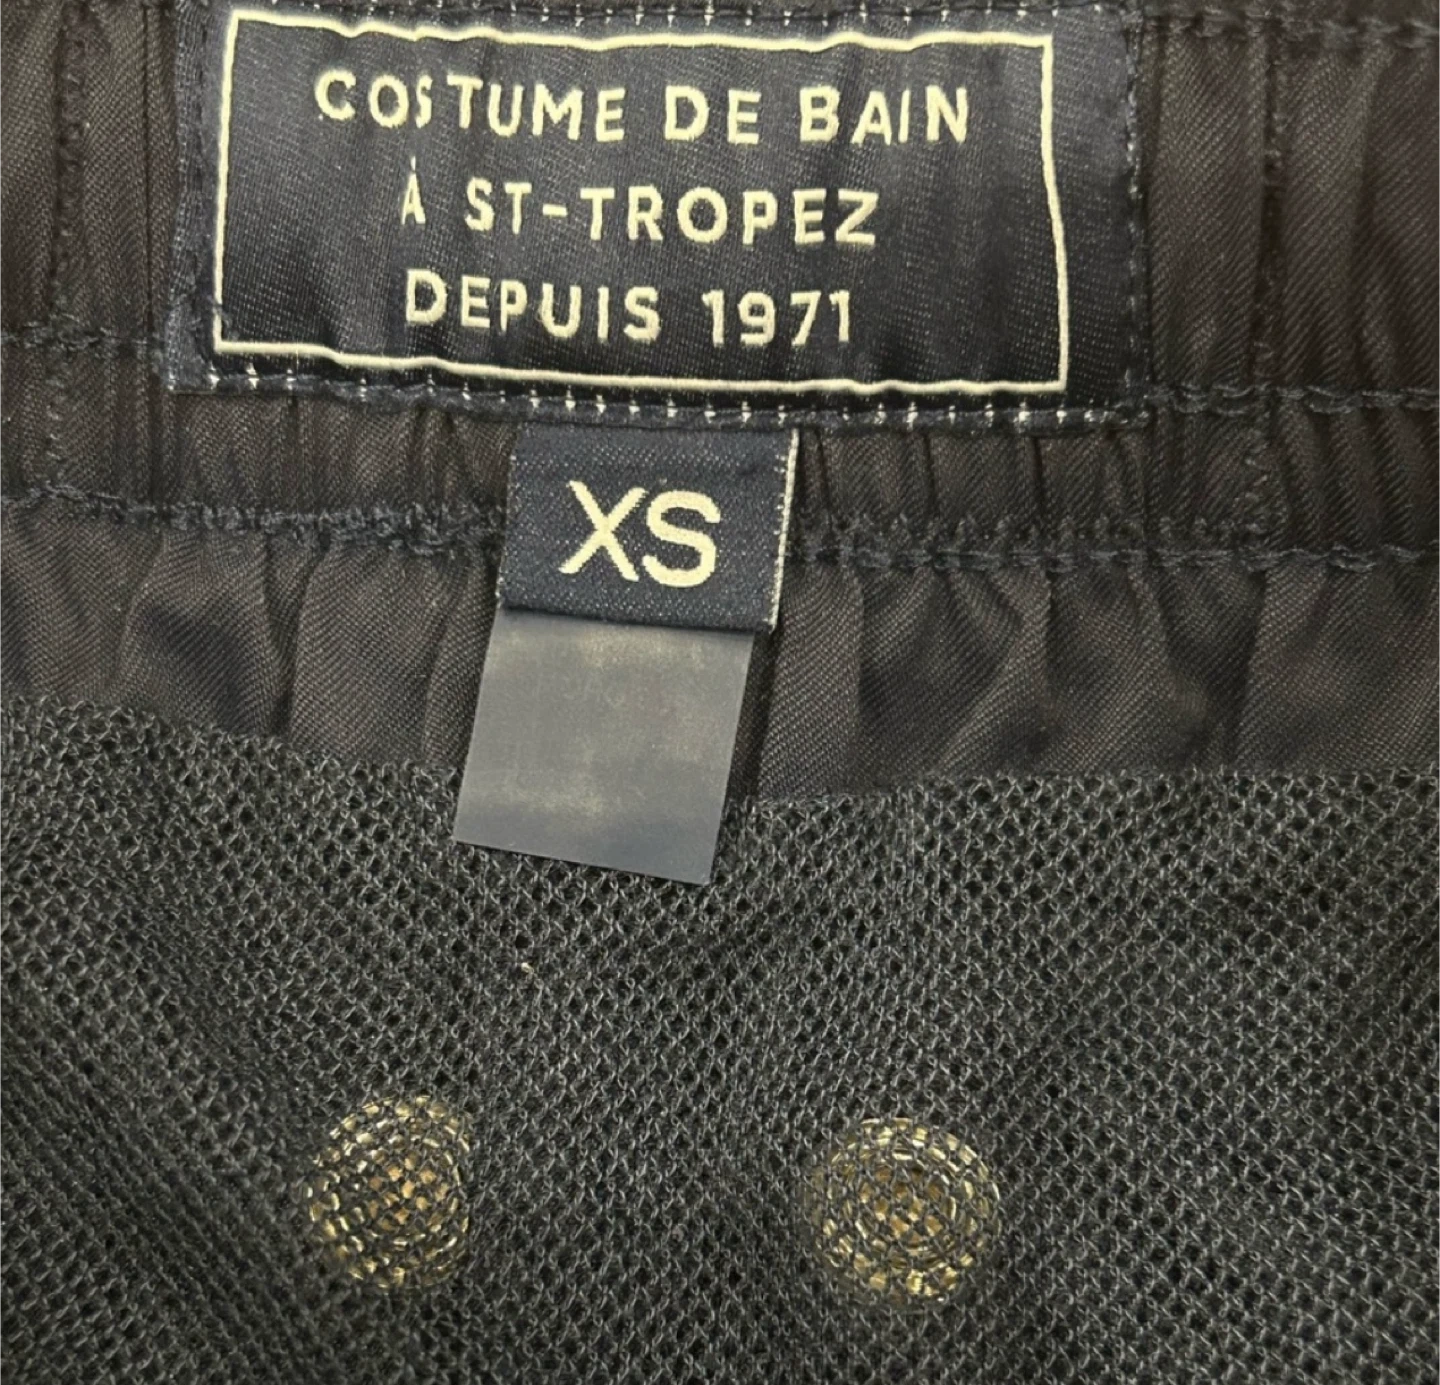 COSTUME DE BAIN
À ST-TROPEZ
DEPUIS 1971
XS